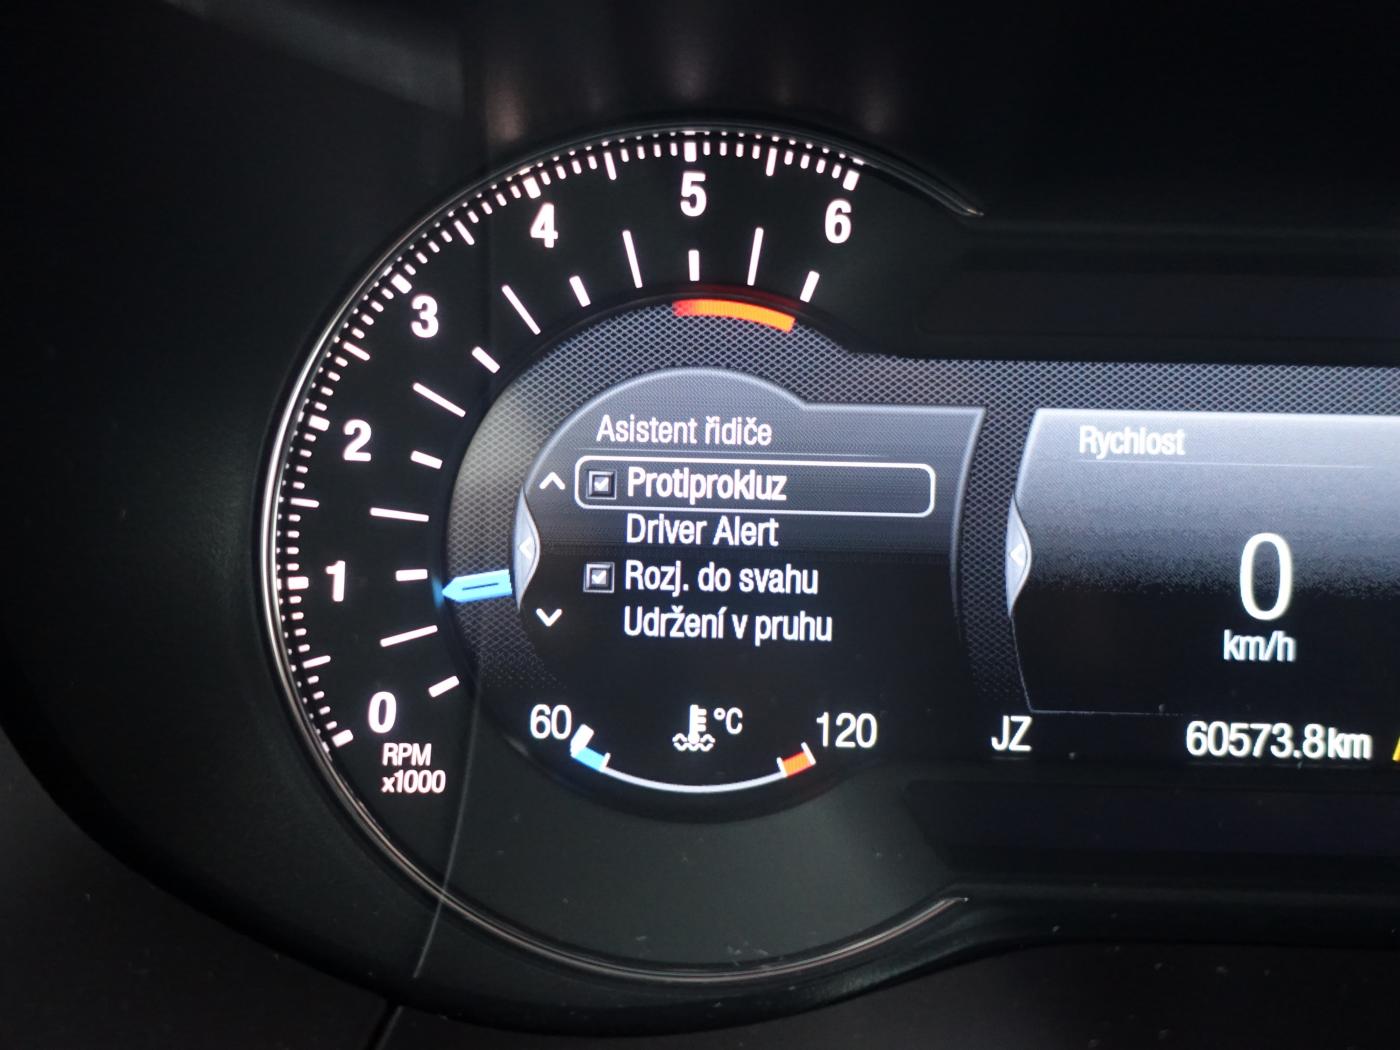 5
4
6
3
2
1
0
RPM
x1000
Asistent řidiče
Protiprokluz
Driver Alert
Rozj. do svahu
Udržení v pruhu
60
°C
120
Rychlost
0
km/h
JZ
60573.8km